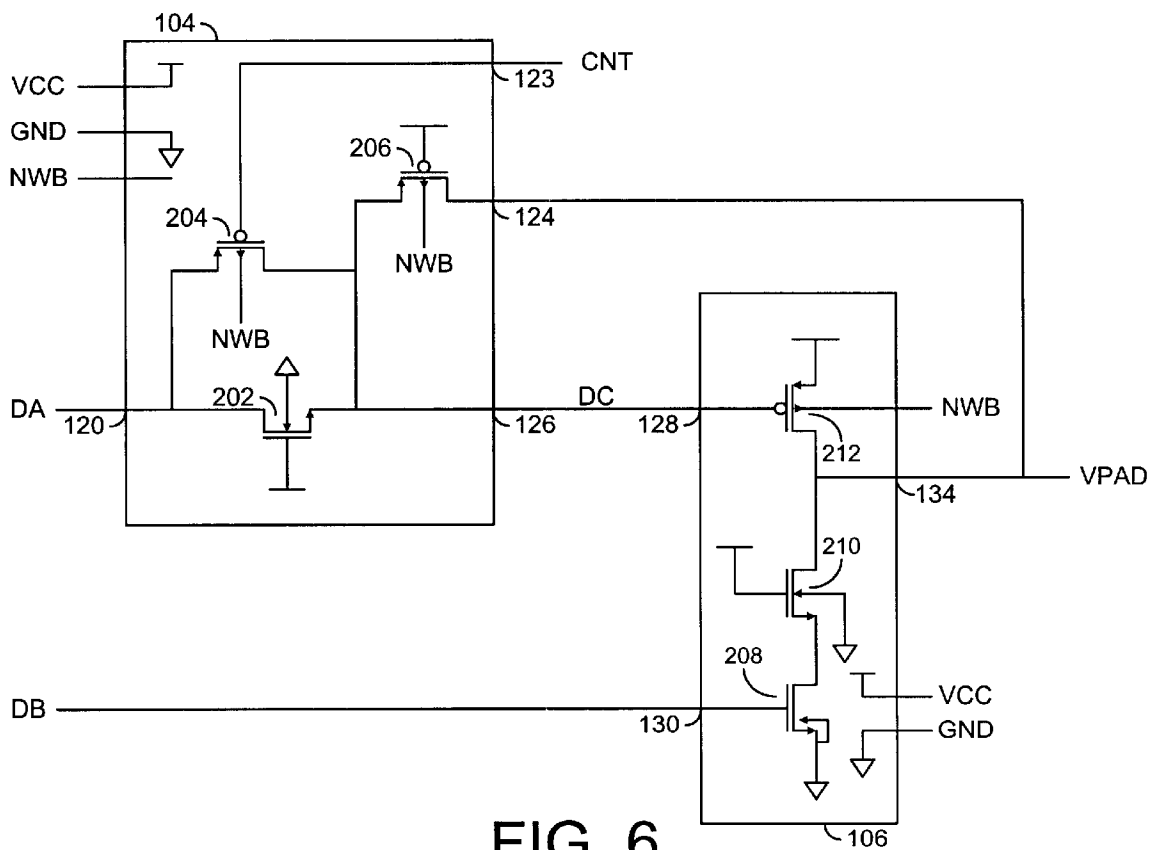 104
CNT
123
VCC
GND
NWB
206
124
204
NWB
NWB
DA
120
202
126
DC
128
NWB
212
134
VPAD
210
208
DB
130
VCC
GND
106
FIG. 6